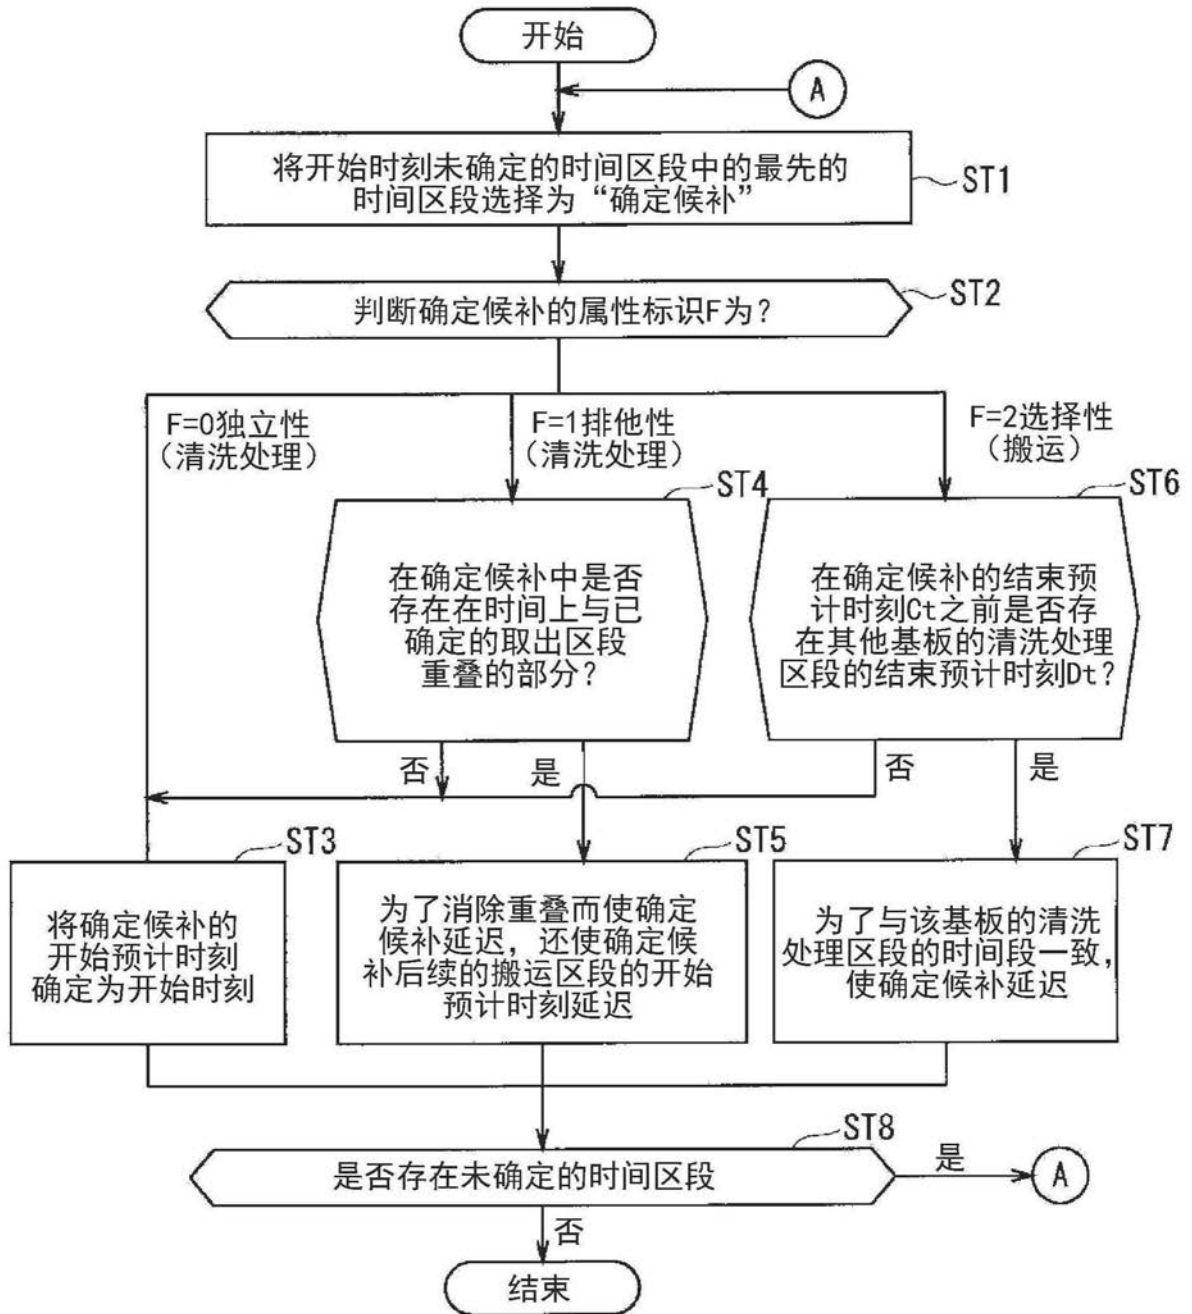 开始
A
将开始时刻未确定的时间区段中的最先的
时间区段选择为“确定候补”
ST1
ST2
判断确定候补的属性标识F为?
F=0独立性
（清洗处理）
F=1排他性
（清洗处理）
F=2选择性
（搬运）
ST4
在确定候补中是否
存在在时间上与已
确定的取出区段
重叠的部分?
ST6
在确定候补的结束预
计时刻Ct之前是否存
在其他基板的清洗处理
区段的结束预计时刻Dt?
否
是
否
是
ST3
将确定候补的
开始预计时刻
确定为开始时刻
ST5
为了消除重叠而使确定
候补延迟，还使确定候
补后续的搬运区段的开始
预计时刻延迟
ST7
为了与该基板的清洗
处理区段的时间段一致，
使确定候补延迟
ST8
是否存在未确定的时间区段
是
A
否
结束